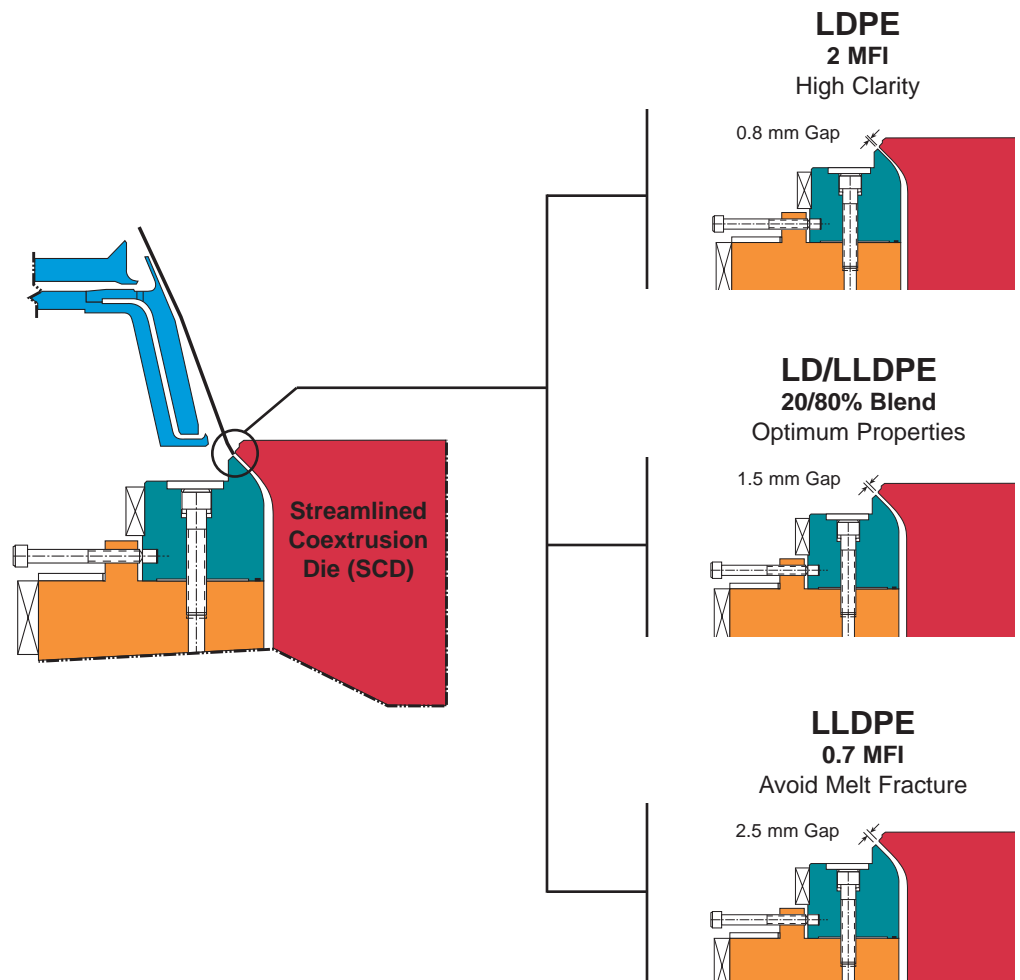 LDPE
2 MFI
High Clarity
0.8 mm Gap
LD/LLDPE
20/80% Blend
Optimum Properties
1.5 mm Gap
Streamlined
Coextrusion
Die (SCD)
LLDPE
0.7 MFI
Avoid Melt Fracture
2.5 mm Gap